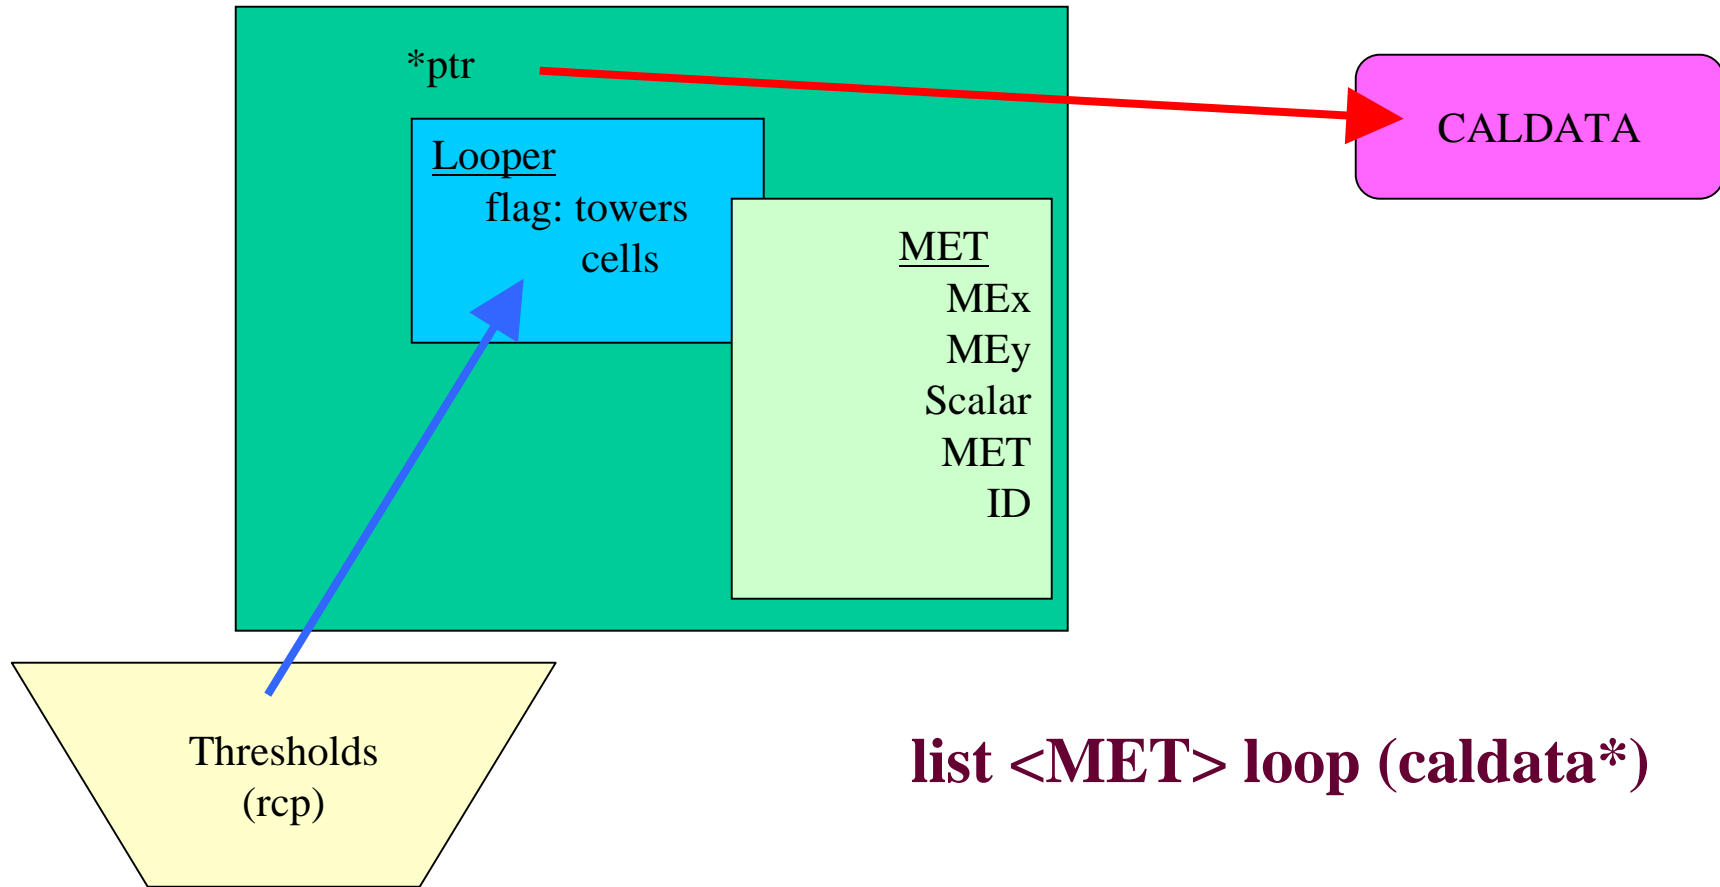 *ptr
CALDATA
Looper
flag: towers
cells
MET
MEx
MEy
Scalar
MET
ID
Thresholds
(rcp)
list <MET> loop (caldata*)